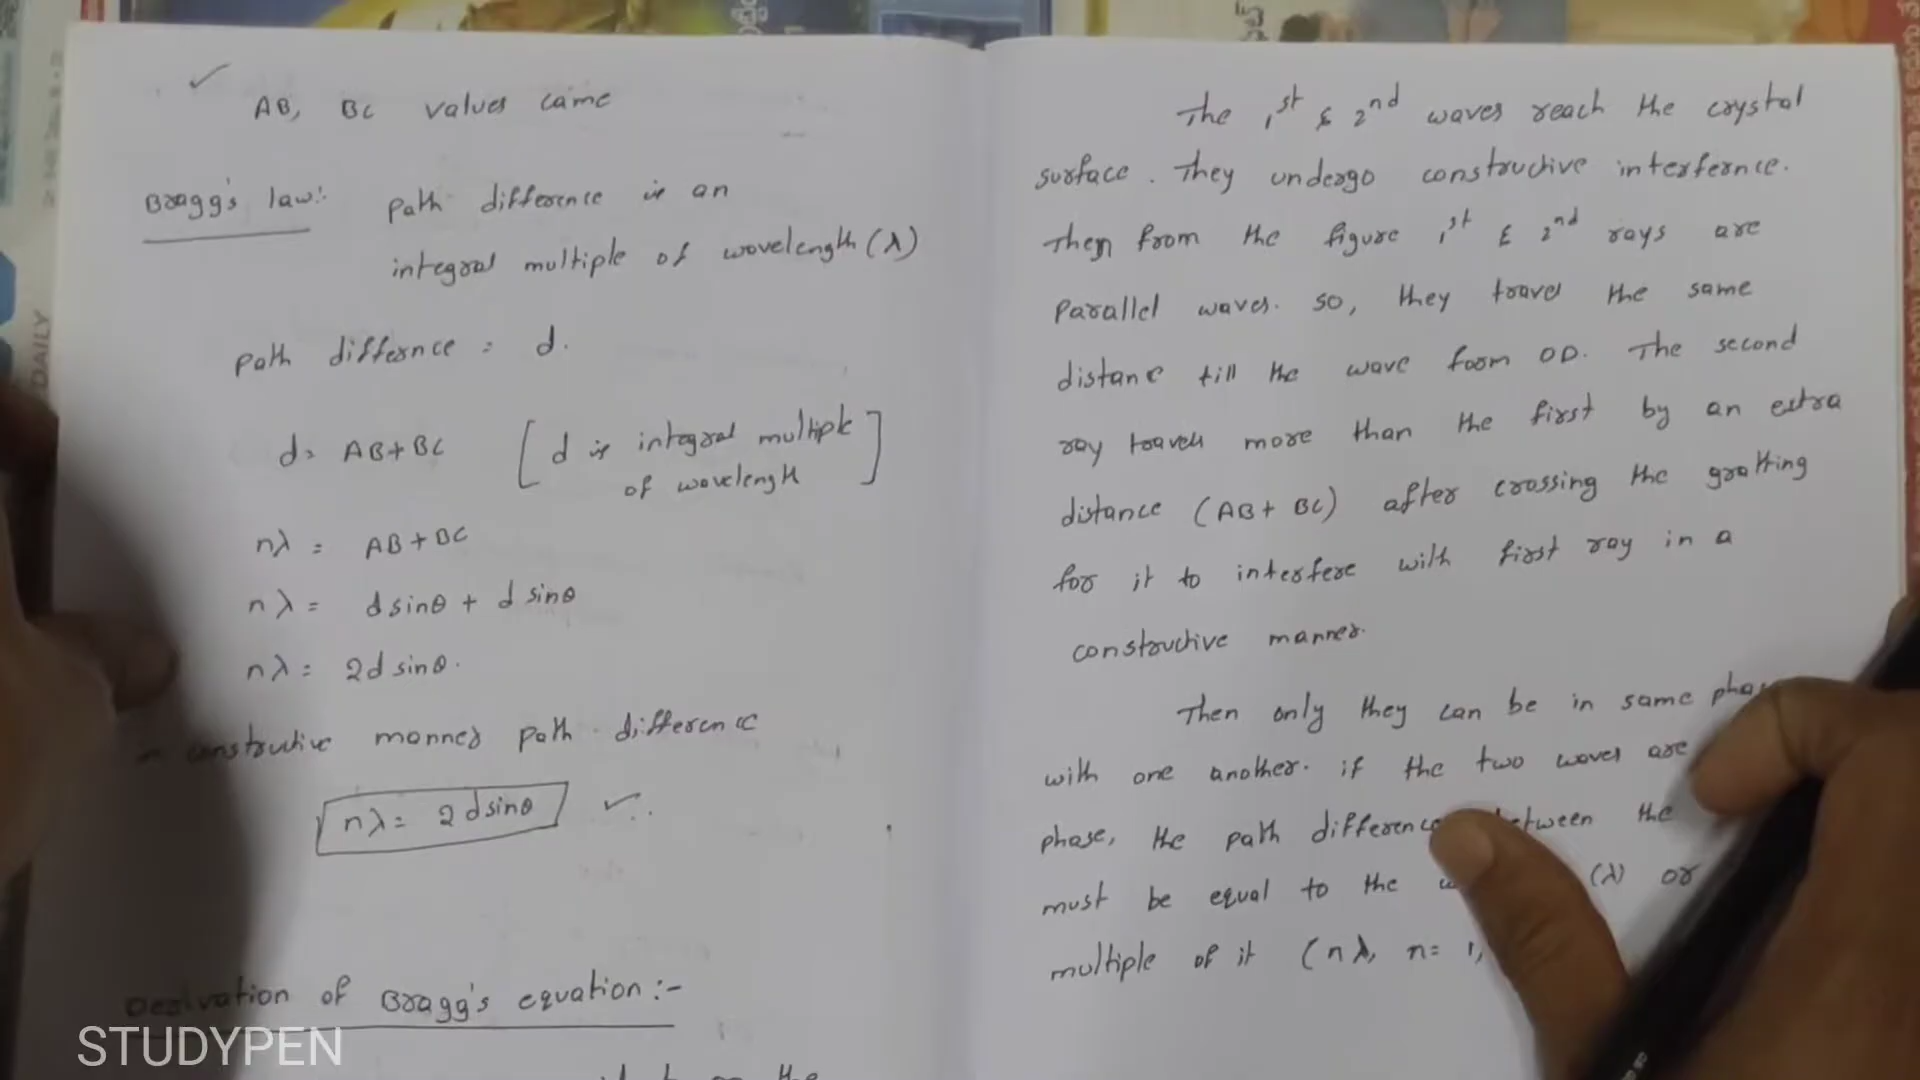 AB, BC values came
Bragg's law:- path difference is an
integral multiple of wavelength (λ)
path differnce = d.
d = AB + BC [d is integral multiple
of wavelength]
nλ = AB + BC
nλ = d sinθ + d sinθ
nλ = 2d sinθ.
constructive manner path difference
nλ = 2d sinθ
Derivation of Bragg's equation :-
the
The 1st & 2nd waves reach the crystal
surface. They undergo constructive interfernce.
Then from the figure 1st & 2nd rays are
parallel waves. so, they travel the same
distance till the wave from OD. The second
ray travels more than the first by an extra
distance (AB + BC) after crossing the gratting
for it to interfere with first ray in a
constructive manner.
Then only they can be in same
with one another. if the two waves are
phase, the path difference between the
must be equal to the (λ) or
multiple of it (nλ, n = 1,
DAILY
STUDYPEN